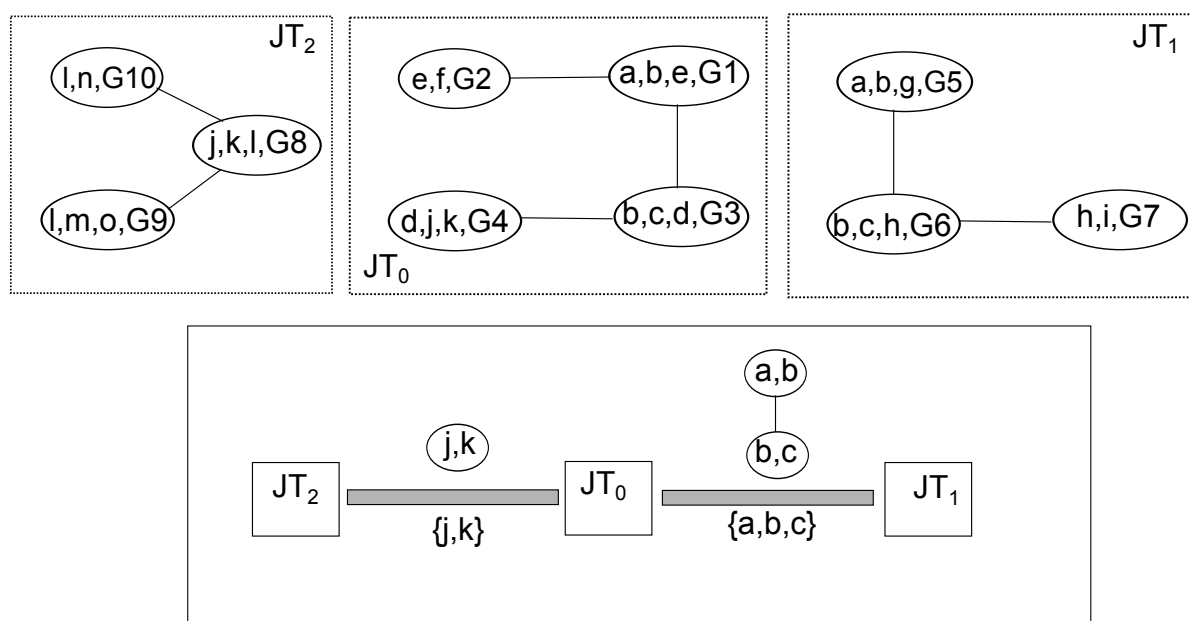 JT₂
l,n,G10
j,k,l,G8
l,m,o,G9
e,f,G2
a,b,e,G1
d,j,k,G4
b,c,d,G3
JT₀
JT₁
a,b,g,G5
b,c,h,G6
h,i,G7
a,b
j,k
b,c
JT₂
JT₀
JT₁
{j,k}
{a,b,c}